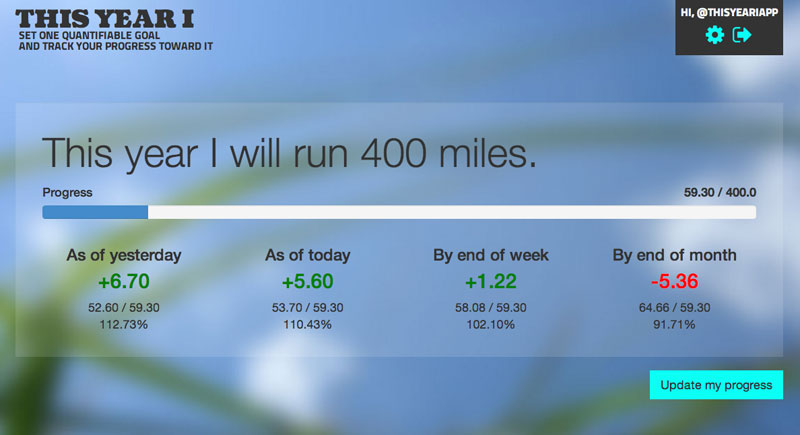 THIS YEAR I
SET ONE QUANTIFIABLE GOAL
AND TRACK YOUR PROGRESS TOWARD IT
HI, @THISYEARIAPP
This year I will run 400 miles.
Progress 59.30 / 400.0
As of yesterday As of today By end of week By end of month
+6.70 +5.60 +1.22 -5.36
52.60 / 59.30 53.70 / 59.30 58.08 / 59.30 64.66 / 59.30
112.73% 110.43% 102.10% 91.71%
Update my progress